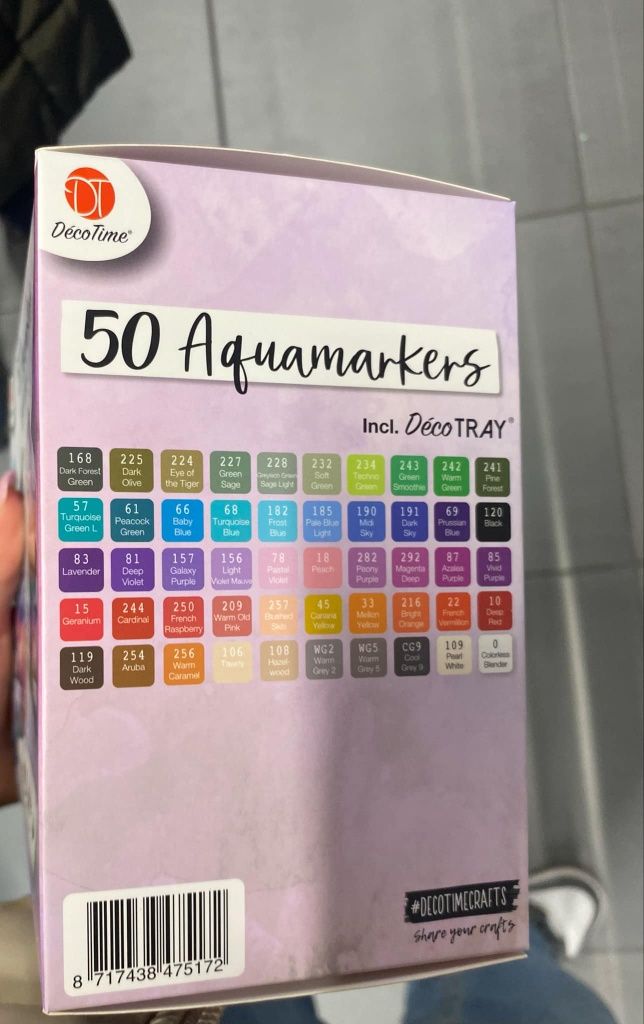 DT
DécoTime®
50 Aquamarkers
Incl. DécoTRAY®
168 Dark Forest Green
225 Dark Olive
224 Eye of the Tiger
227 Green Sage
228 Sage Light
232 Soft Green
234 Techno Green
243 Green Smoothie
242 Warm Green
241 Pine Forest
57 Turquoise Green L
61 Peacock Green
66 Baby Blue
68 Turquoise Blue
182 Frost Blue
185 Pale Blue Light
190 Midi Sky
191 Dark Sky
69 Prussian Blue
120 Black
83 Lavender
81 Deep Violet
157 Galaxy Purple
156 Light Violet Mauve
78 Pastel Violet
18 Peach
282 Peony Purple
292 Magenta Deep
87 Azalea Purple
85 Vivid Purple
15 Geranium
244 Cardinal
250 French Raspberry
209 Warm Old Pink
257 Blushed Skin
45 Canaria Yellow
33 Mellon Yellow
216 Bright Orange
22 French Vermillion
10 Deep Red
119 Dark Wood
254 Aruba
256 Warm Caramel
106 Tawny
108 Hazelwood
WG2 Warm Grey 2
WG5 Warm Grey 5
CG9 Cool Grey 9
109 Pearl White
0 Colorless Blender
#DECOTIMECRAFTS
share your crafts
8 717438 475172